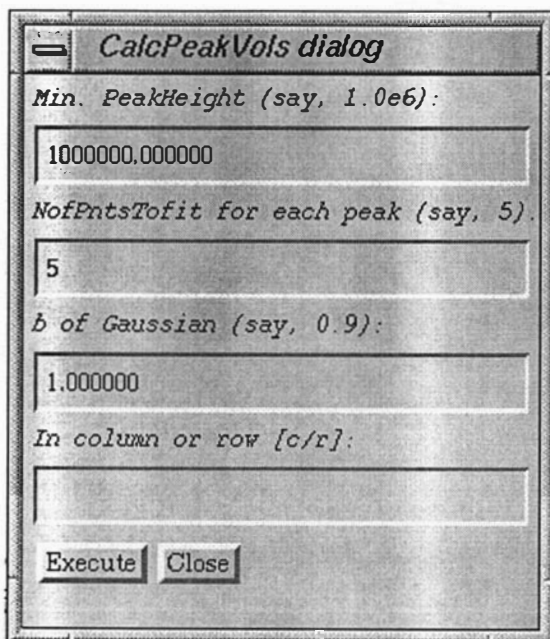 CalcPeakVols dialog
Min. PeakHeight (say, 1.0e6):
1000000.000000
NofPntsTofit for each peak (say, 5).
5
b of Gaussian (say, 0.9):
1.000000
In column or row [c/r]:
Execute Close